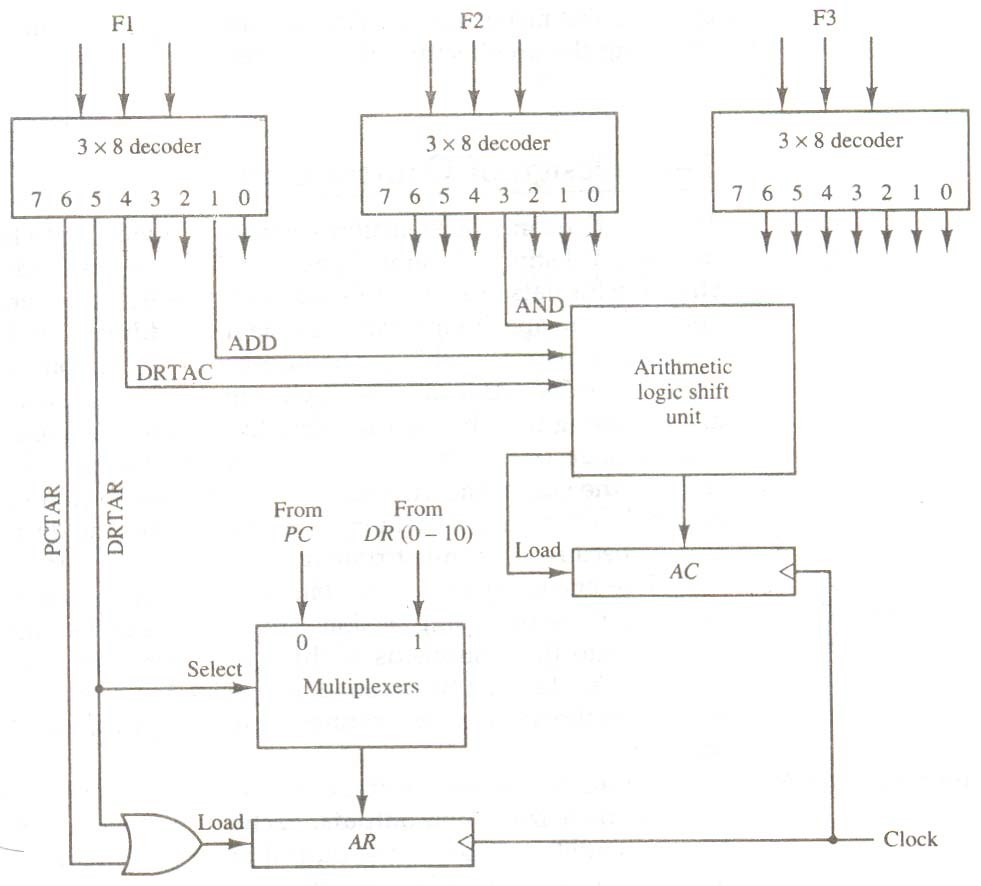 F1
F2
F3
3 × 8 decoder
3 × 8 decoder
3 × 8 decoder
7 6 5 4 3 2 1 0
7 6 5 4 3 2 1 0
7 6 5 4 3 2 1 0
AND
ADD
DRTAC
Arithmetic
logic shift
unit
PCTAR
DRTAR
From
PC
From
DR (0 – 10)
Load
AC
0
1
Select
Multiplexers
Load
AR
Clock